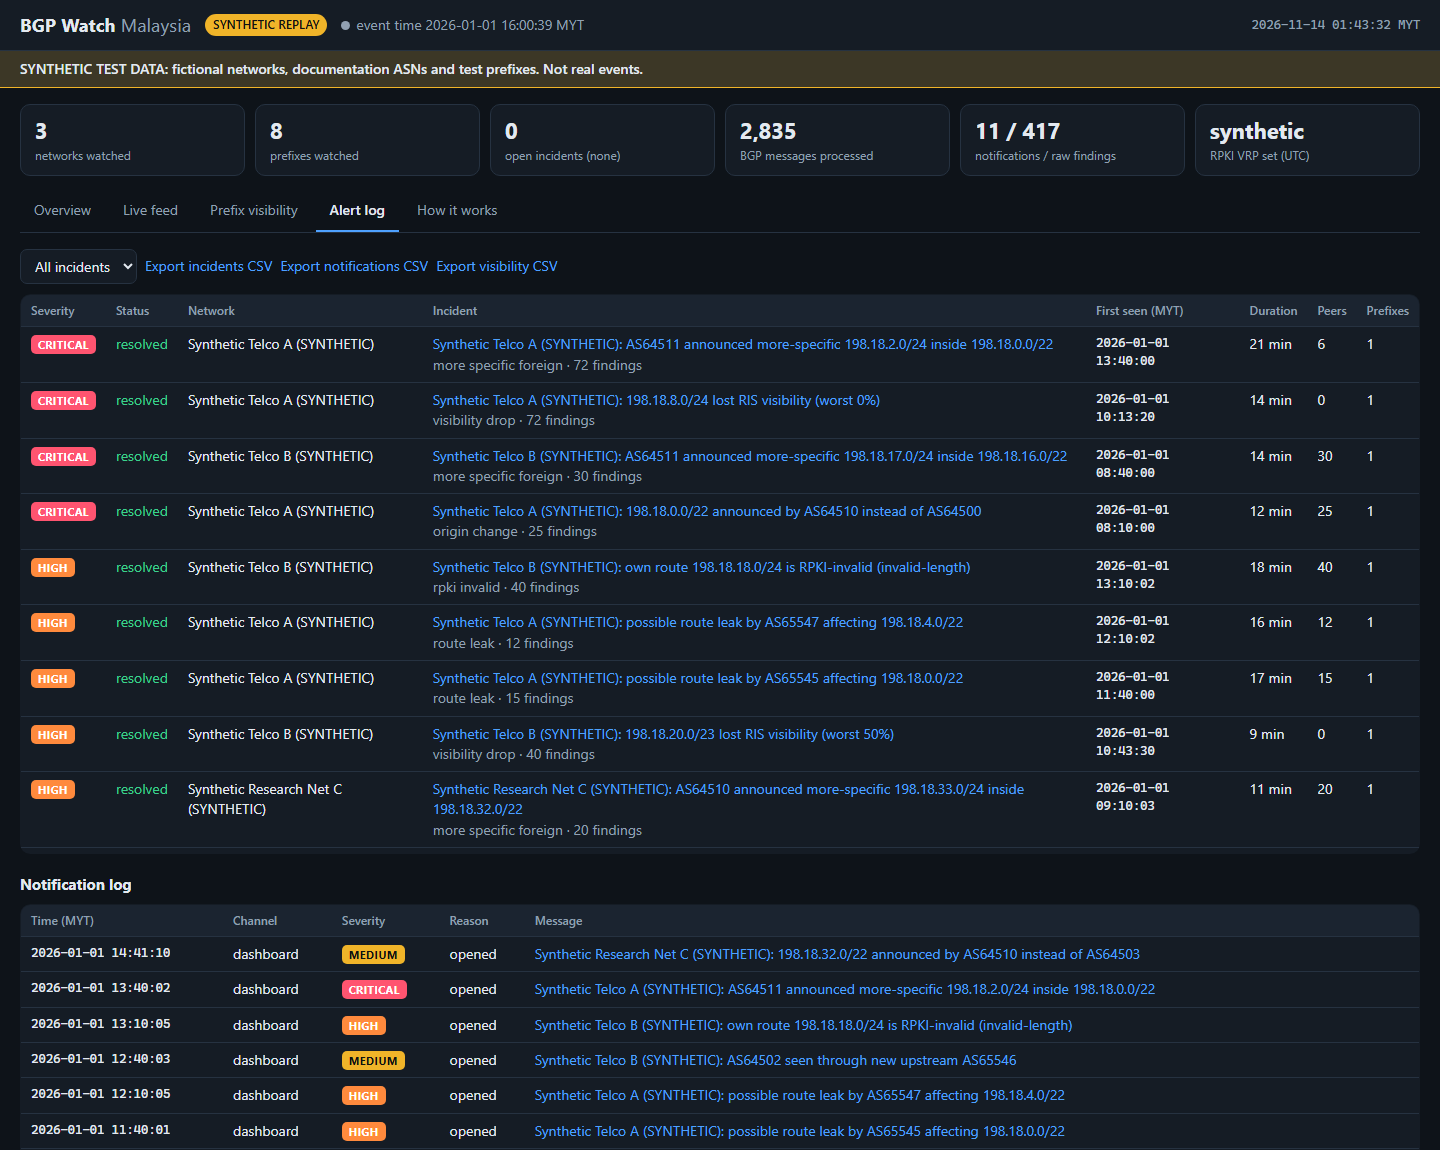 BGP Watch Malaysia SYNTHETIC REPLAY event time 2026-01-01 16:00:39 MYT 2026-11-14 01:43:32 MYT
SYNTHETIC TEST DATA: fictional networks, documentation ASNs and test prefixes. Not real events.
3 8 0 2,835 11 / 417 synthetic
networks watched prefixes watched open incidents (none) BGP messages processed notifications / raw findings RPKI VRP set (UTC)
Overview Live feed Prefix visibility Alert log How it works
All incidents Export incidents CSV Export notifications CSV Export visibility CSV
Severity Status Network Incident First seen (MYT) Duration Peers Prefixes
CRITICAL resolved Synthetic Telco A (SYNTHETIC) Synthetic Telco A (SYNTHETIC): AS64511 announced more-specific 198.18.2.0/24 inside 198.18.0.0/22 2026-01-01 21 min 6 1
more specific foreign · 72 findings 13:40:00
CRITICAL resolved Synthetic Telco A (SYNTHETIC) Synthetic Telco A (SYNTHETIC): 198.18.8.0/24 lost RIS visibility (worst 0%) 2026-01-01 14 min 0 1
visibility drop · 72 findings 10:13:20
CRITICAL resolved Synthetic Telco B (SYNTHETIC) Synthetic Telco B (SYNTHETIC): AS64511 announced more-specific 198.18.17.0/24 inside 198.18.16.0/22 2026-01-01 14 min 30 1
more specific foreign · 30 findings 08:40:00
CRITICAL resolved Synthetic Telco A (SYNTHETIC) Synthetic Telco A (SYNTHETIC): 198.18.0.0/22 announced by AS64510 instead of AS64500 2026-01-01 12 min 25 1
origin change · 25 findings 08:10:00
HIGH resolved Synthetic Telco B (SYNTHETIC) Synthetic Telco B (SYNTHETIC): own route 198.18.18.0/24 is RPKI-invalid (invalid-length) 2026-01-01 18 min 40 1
rpki invalid · 40 findings 13:10:02
HIGH resolved Synthetic Telco A (SYNTHETIC) Synthetic Telco A (SYNTHETIC): possible route leak by AS65547 affecting 198.18.4.0/22 2026-01-01 16 min 12 1
route leak · 12 findings 12:10:02
HIGH resolved Synthetic Telco A (SYNTHETIC) Synthetic Telco A (SYNTHETIC): possible route leak by AS65545 affecting 198.18.0.0/22 2026-01-01 17 min 15 1
route leak · 15 findings 11:40:00
HIGH resolved Synthetic Telco B (SYNTHETIC) Synthetic Telco B (SYNTHETIC): 198.18.20.0/23 lost RIS visibility (worst 50%) 2026-01-01 9 min 0 1
visibility drop · 40 findings 10:43:30
HIGH resolved Synthetic Research Net C Synthetic Research Net C (SYNTHETIC): AS64510 announced more-specific 198.18.33.0/24 inside 2026-01-01 11 min 20 1
(SYNTHETIC) 198.18.32.0/22 09:10:03
more specific foreign · 20 findings
Notification log
Time (MYT) Channel Severity Reason Message
2026-01-01 14:41:10 dashboard MEDIUM opened Synthetic Research Net C (SYNTHETIC): 198.18.32.0/22 announced by AS64510 instead of AS64503
2026-01-01 13:40:02 dashboard CRITICAL opened Synthetic Telco A (SYNTHETIC): AS64511 announced more-specific 198.18.2.0/24 inside 198.18.0.0/22
2026-01-01 13:10:05 dashboard HIGH opened Synthetic Telco B (SYNTHETIC): own route 198.18.18.0/24 is RPKI-invalid (invalid-length)
2026-01-01 12:40:03 dashboard MEDIUM opened Synthetic Telco B (SYNTHETIC): AS64502 seen through new upstream AS65546
2026-01-01 12:10:05 dashboard HIGH opened Synthetic Telco A (SYNTHETIC): possible route leak by AS65547 affecting 198.18.4.0/22
2026-01-01 11:40:01 dashboard HIGH opened Synthetic Telco A (SYNTHETIC): possible route leak by AS65545 affecting 198.18.0.0/22